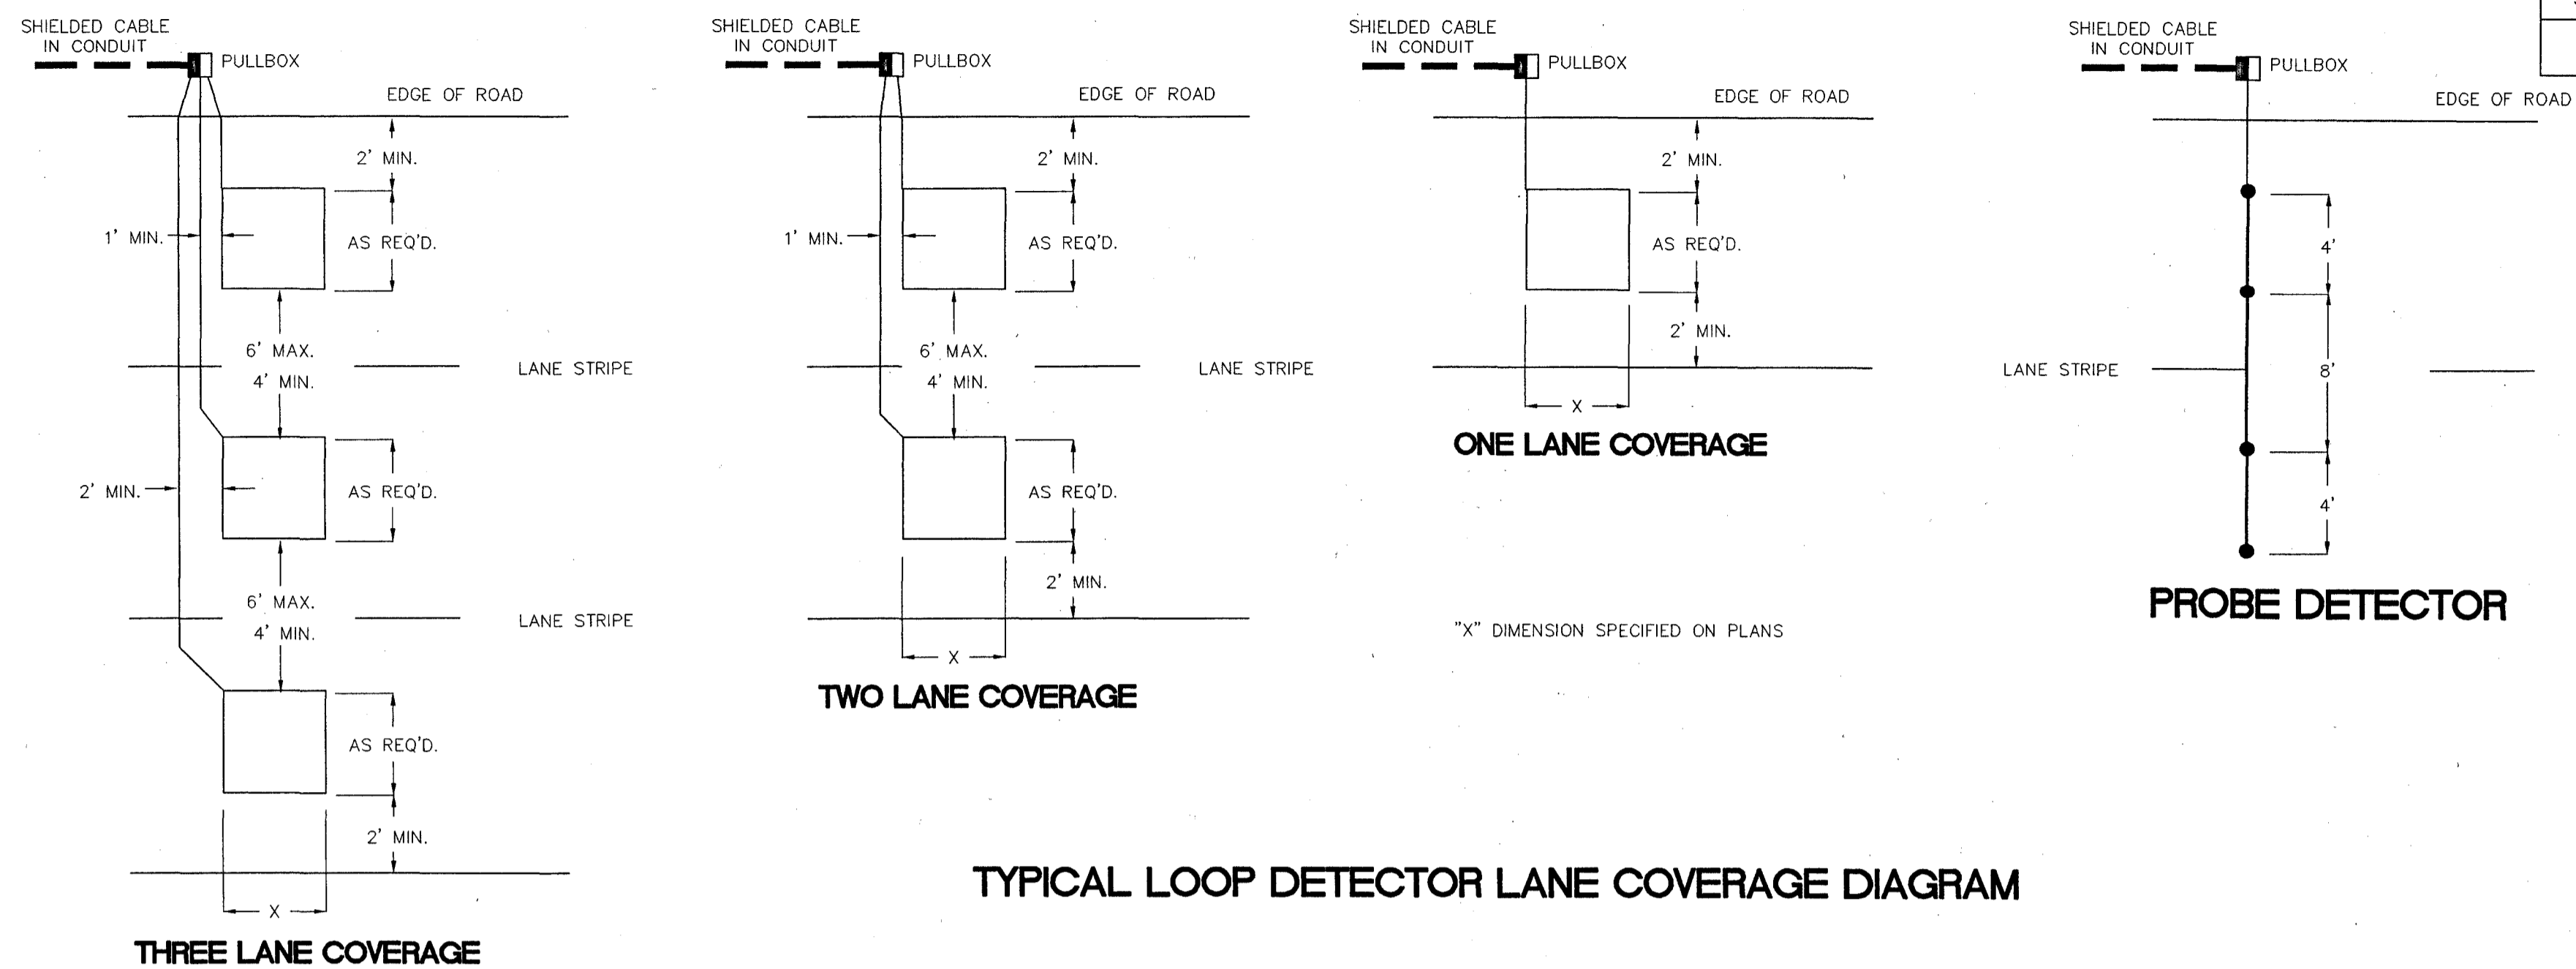 SHIELDED CABLE
IN CONDUIT
PULLBOX
EDGE OF ROAD
2' MIN.
1' MIN.
AS REQ'D.
6' MAX.
4' MIN.
LANE STRIPE
2' MIN.
AS REQ'D.
6' MAX.
4' MIN.
LANE STRIPE
AS REQ'D.
2' MIN.
X
THREE LANE COVERAGE
SHIELDED CABLE
IN CONDUIT
PULLBOX
EDGE OF ROAD
2' MIN.
1' MIN.
AS REQ'D.
6' MAX.
4' MIN.
LANE STRIPE
AS REQ'D.
2' MIN.
X
TWO LANE COVERAGE
SHIELDED CABLE
IN CONDUIT
PULLBOX
EDGE OF ROAD
2' MIN.
AS REQ'D.
2' MIN.
X
ONE LANE COVERAGE
"X" DIMENSION SPECIFIED ON PLANS
SHIELDED CABLE
IN CONDUIT
PULLBOX
EDGE OF ROAD
4'
LANE STRIPE
8'
4'
PROBE DETECTOR
TYPICAL LOOP DETECTOR LANE COVERAGE DIAGRAM